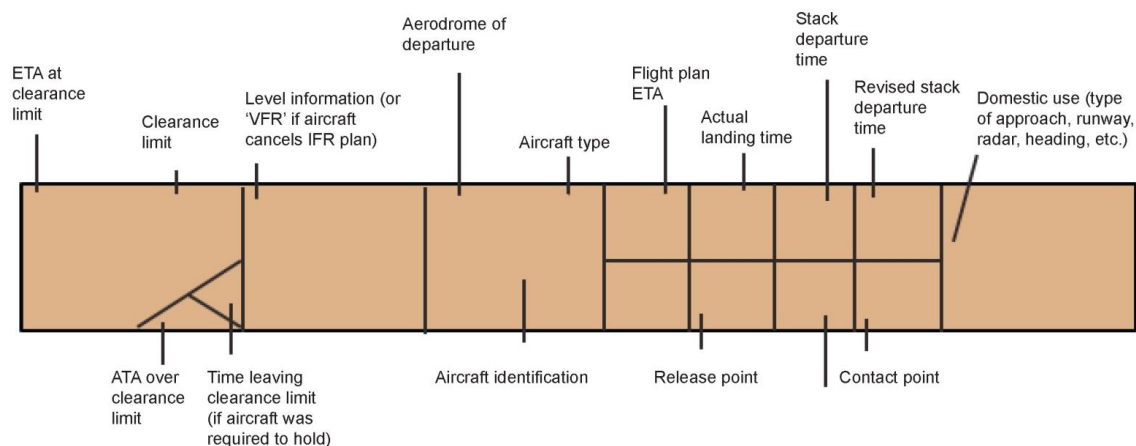 ETA at
clearance
limit
Clearance
limit
Level information (or
‘VFR’ if aircraft
cancels IFR plan)
Aerodrome of
departure
Aircraft type
Flight plan
ETA
Actual
landing time
Stack
departure
time
Revised stack
departure
time
Domestic use (type
of approach, runway,
radar, heading, etc.)
ATA over
clearance
limit
Time leaving
clearance limit
(if aircraft was
required to hold)
Aircraft identification
Release point
Contact point